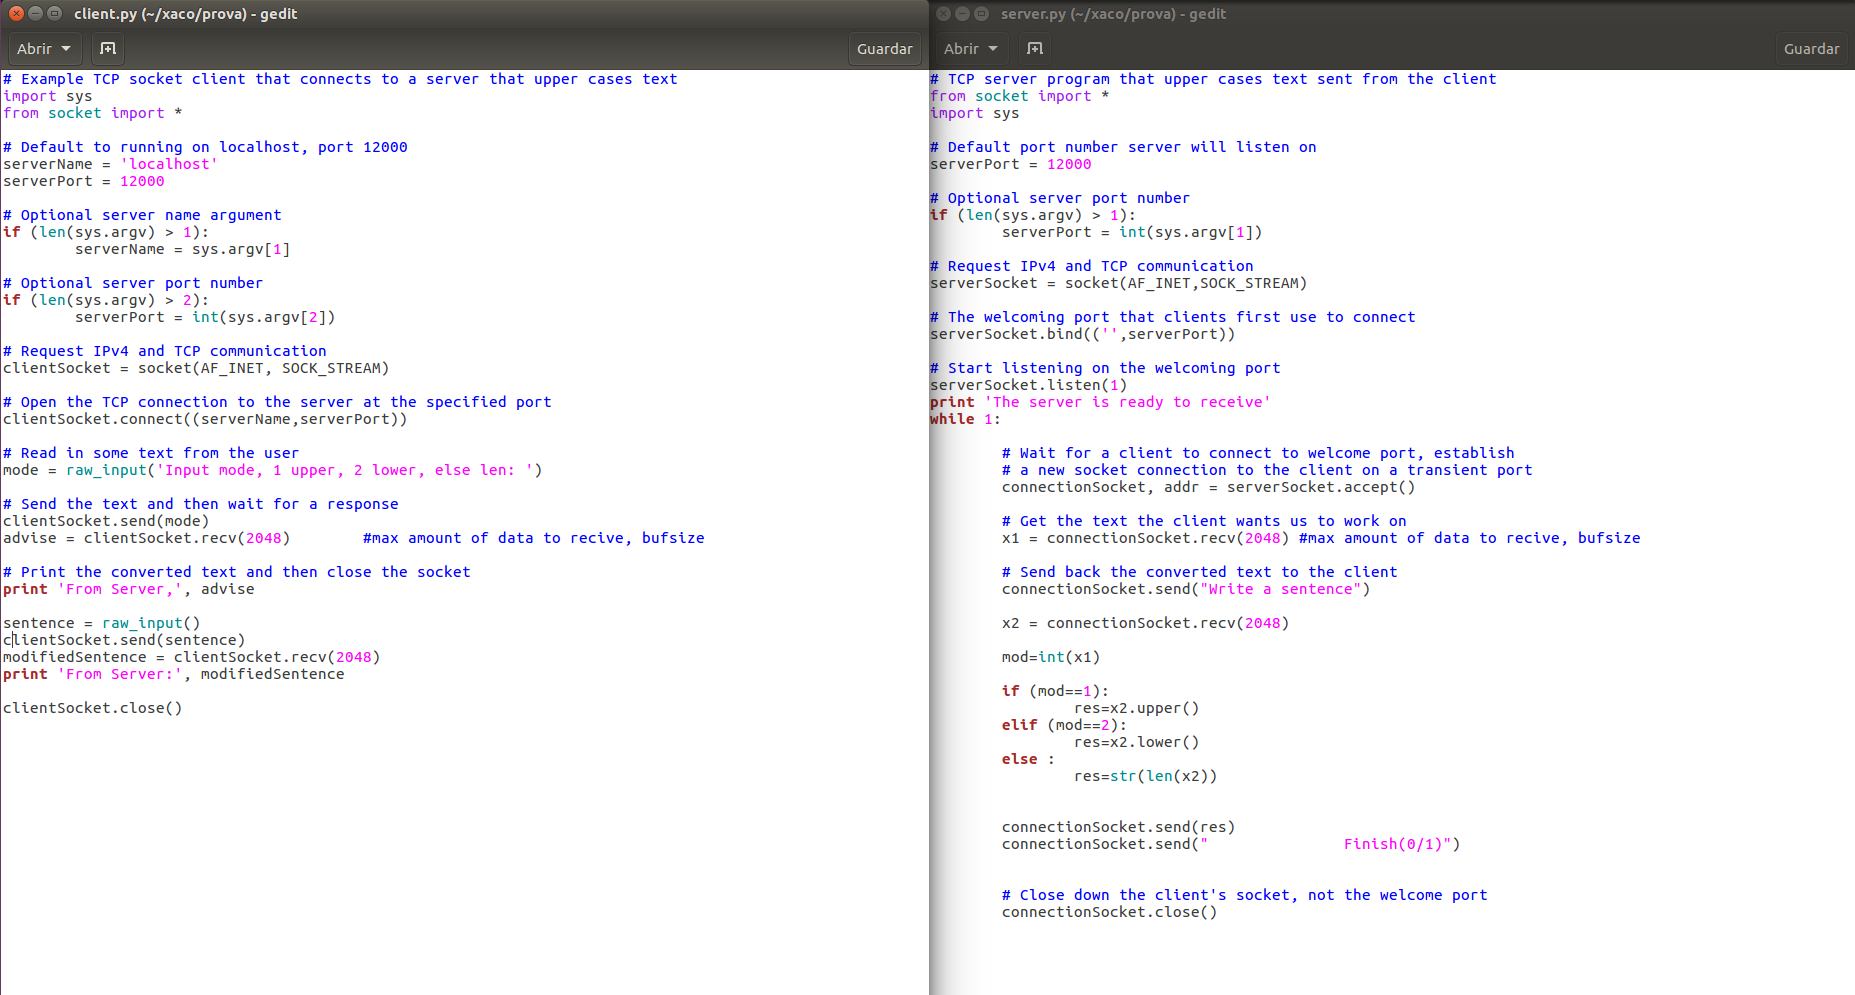 client.py (~/xaco/prova) - gedit
Abrir
Guardar
# Example TCP socket client that connects to a server that upper cases text
import sys
from socket import *
# Default to running on localhost, port 12000
serverName = 'localhost'
serverPort = 12000
# Optional server name argument
if (len(sys.argv) > 1):
        serverName = sys.argv[1]
# Optional server port number
if (len(sys.argv) > 2):
        serverPort = int(sys.argv[2])
# Request IPv4 and TCP communication
clientSocket = socket(AF_INET, SOCK_STREAM)
# Open the TCP connection to the server at the specified port
clientSocket.connect((serverName,serverPort))
# Read in some text from the user
mode = raw_input('Input mode, 1 upper, 2 lower, else len: ')
# Send the text and then wait for a response
clientSocket.send(mode)
advise = clientSocket.recv(2048)        #max amount of data to recive, bufsize
# Print the converted text and then close the socket
print 'From Server,', advise
sentence = raw_input()
clientSocket.send(sentence)
modifiedSentence = clientSocket.recv(2048)
print 'From Server:', modifiedSentence
clientSocket.close()
server.py (~/xaco/prova) - gedit
Abrir
Guardar
# TCP server program that upper cases text sent from the client
from socket import *
import sys
# Default port number server will listen on
serverPort = 12000
# Optional server port number
if (len(sys.argv) > 1):
        serverPort = int(sys.argv[1])
# Request IPv4 and TCP communication
serverSocket = socket(AF_INET,SOCK_STREAM)
# The welcoming port that clients first use to connect
serverSocket.bind(('',serverPort))
# Start listening on the welcoming port
serverSocket.listen(1)
print 'The server is ready to receive'
while 1:
        # Wait for a client to connect to welcome port, establish
        # a new socket connection to the client on a transient port
        connectionSocket, addr = serverSocket.accept()
        # Get the text the client wants us to work on
        x1 = connectionSocket.recv(2048) #max amount of data to recive, bufsize
        # Send back the converted text to the client
        connectionSocket.send("Write a sentence")
        x2 = connectionSocket.recv(2048)
        mod=int(x1)
        if (mod==1):
                res=x2.upper()
        elif (mod==2):
                res=x2.lower()
        else :
                res=str(len(x2))
        connectionSocket.send(res)
        connectionSocket.send("               Finish(0/1)")
        # Close down the client's socket, not the welcome port
        connectionSocket.close()